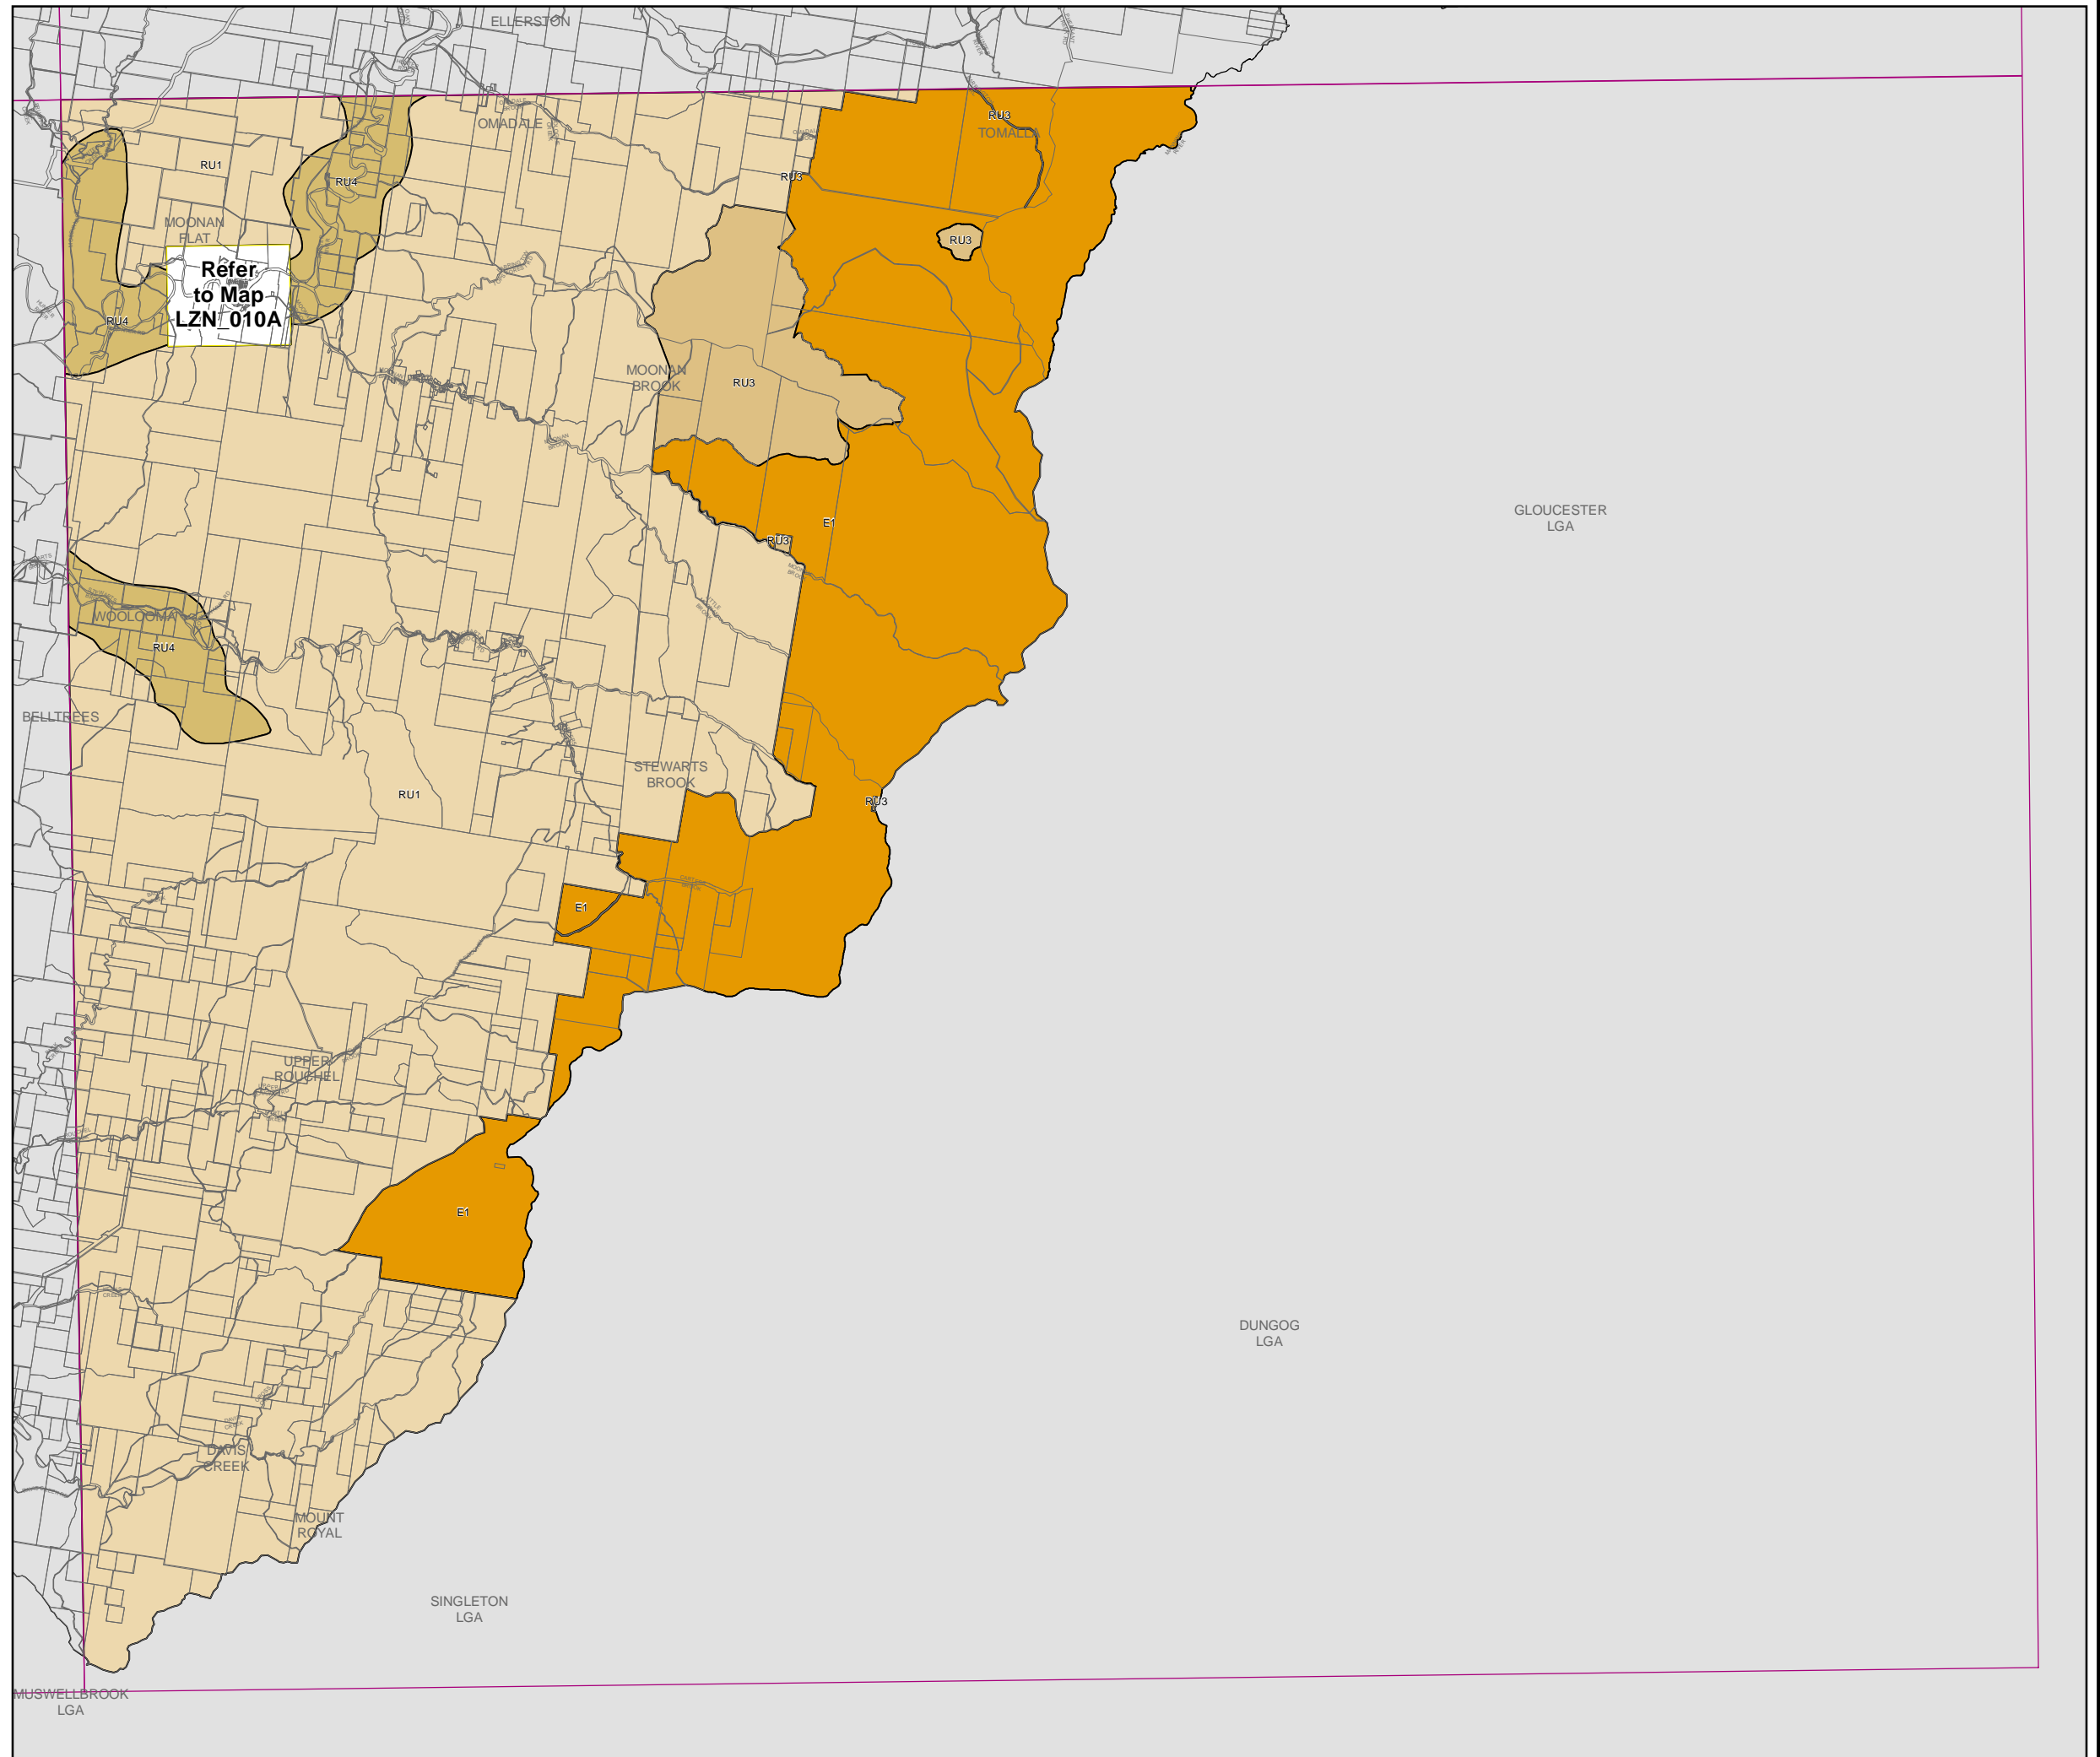 ELLERSTON
OMADALE
RU3
TOMALLA
RU1
RU3
RU4
MOONAN
FLAT
RU3
Refer
to Map
LZN_010A
RU4
MOONAN
BROOK
RU3
GLOUCESTER
LGA
E1
RU3
WOOLOOMA
RU4
BELLTREES
STEWARTS
BROOK
RU1
RU3
E1
UPPER
ROUCHEL
E1
DUNGOG
LGA
DAVIS
CREEK
MOUNT
ROYAL
SINGLETON
LGA
MUSWELLBROOK
LGA